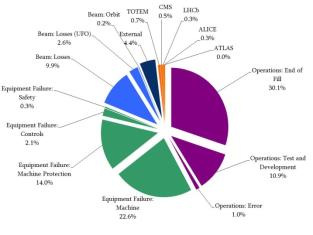 CMS
0.5%
LHCb
0.3%
TOTEM
0.7%
Beam: Orbit
0.2%
ALICE
0.3%
External
4.4%
Beam: Losses (UFO)
2.6%
ATLAS
0.0%
Beam: Losses
9.9%
Operations: End of
Fill
30.1%
Equipment Failure:
Safety
0.3%
Equipment Failure:
Controls
2.1%
Equipment Failure:
Machine Protection
14.0%
Operations: Test and
Development
10.9%
Equipment Failure:
Machine
22.6%
Operations: Error
1.0%